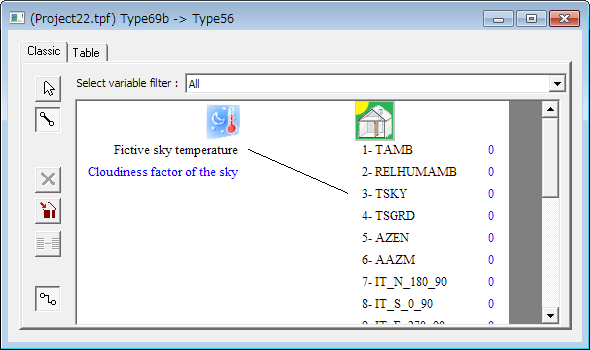 (Project22.tpf) Type69b -> Type56
Classic
Table
Select variable filter :
All
Fictive sky temperature
Cloudiness factor of the sky
1- TAMB 0
2- RELHUMAMB 0
3- TSKY 0
4- TSGRD 0
5- AZEN 0
6- AAZM 0
7- IT_N_180_90 0
8- IT_S_0_90 0